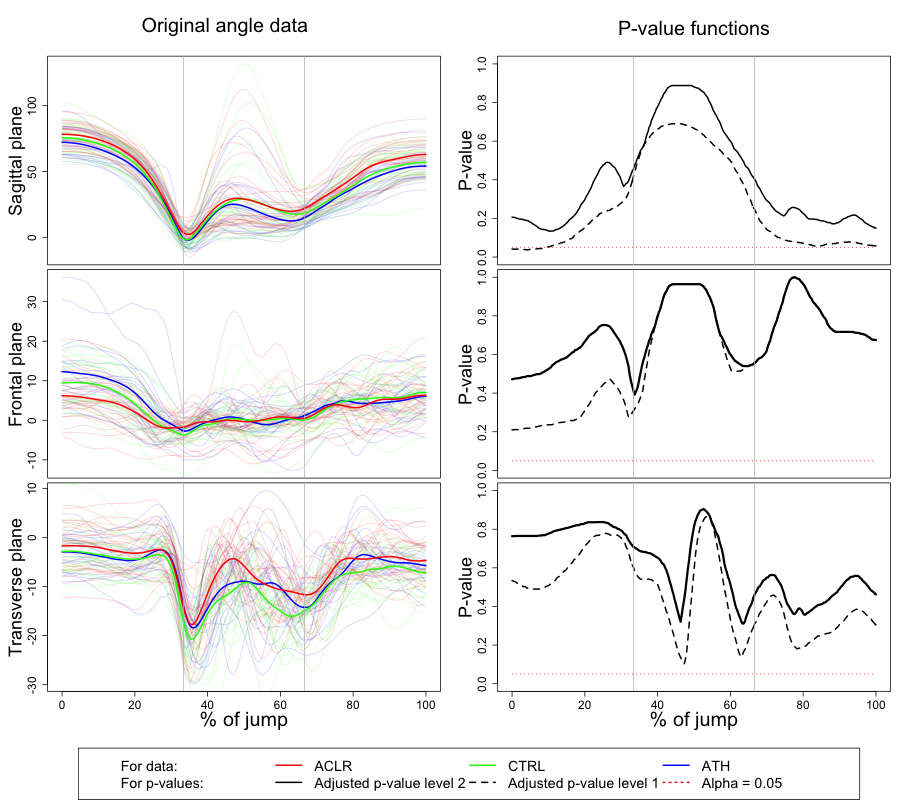 Original angle data
P-value functions
Sagittal plane
0 50 100
P-value
0.0 0.2 0.4 0.6 0.8 1.0
Frontal plane
-10 0 10 20 30
P-value
0.0 0.2 0.4 0.6 0.8 1.0
Transverse plane
-30 -20 -10 0 10
P-value
0.0 0.2 0.4 0.6 0.8 1.0
0 20 40 60 80 100
% of jump
0 20 40 60 80 100
% of jump
For data: ACLR CTRL ATH
For p-values: Adjusted p-value level 2 Adjusted p-value level 1 Alpha = 0.05